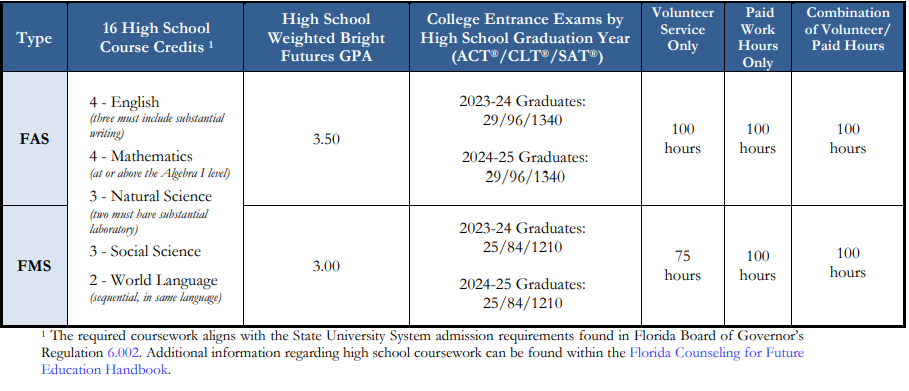 Type
16 High School
Course Credits ¹
High School
Weighted Bright
Futures GPA
College Entrance Exams by
High School Graduation Year
(ACT®/CLT®/SAT®)
Volunteer
Service
Only
Paid
Work
Hours
Only
Combination
of Volunteer/
Paid Hours
FAS
4 - English
(three must include substantial
writing)
4 - Mathematics
(at or above the Algebra I level)
3 - Natural Science
(two must have substantial
laboratory)
3 - Social Science
2 - World Language
(sequential, in same language)
3.50
2023-24 Graduates:
29/96/1340
2024-25 Graduates:
29/96/1340
100
hours
100
hours
100
hours
FMS
3.00
2023-24 Graduates:
25/84/1210
2024-25 Graduates:
25/84/1210
75
hours
100
hours
100
hours
¹ The required coursework aligns with the State University System admission requirements found in Florida Board of Governor's
Regulation 6.002. Additional information regarding high school coursework can be found within the Florida Counseling for Future
Education Handbook.